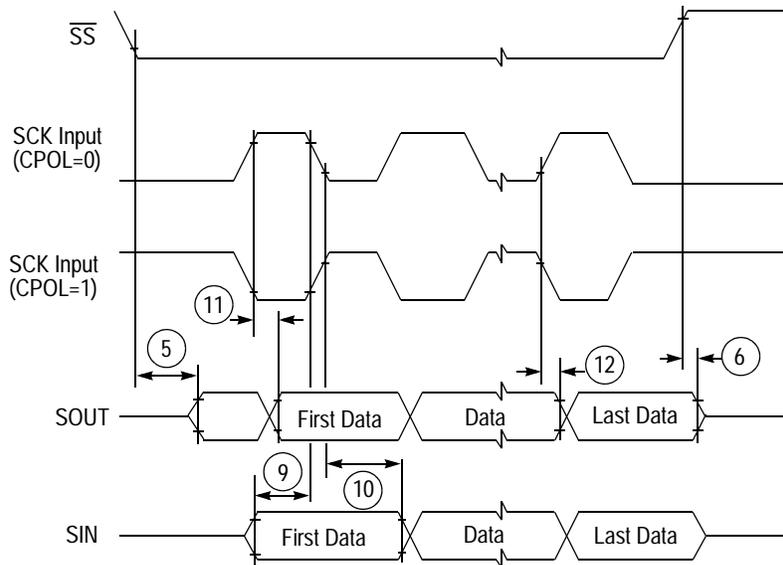 SS
SCK Input
(CPOL=0)
SCK Input
(CPOL=1)
11
5
12
6
SOUT
First Data
Data
Last Data
9
10
SIN
First Data
Data
Last Data